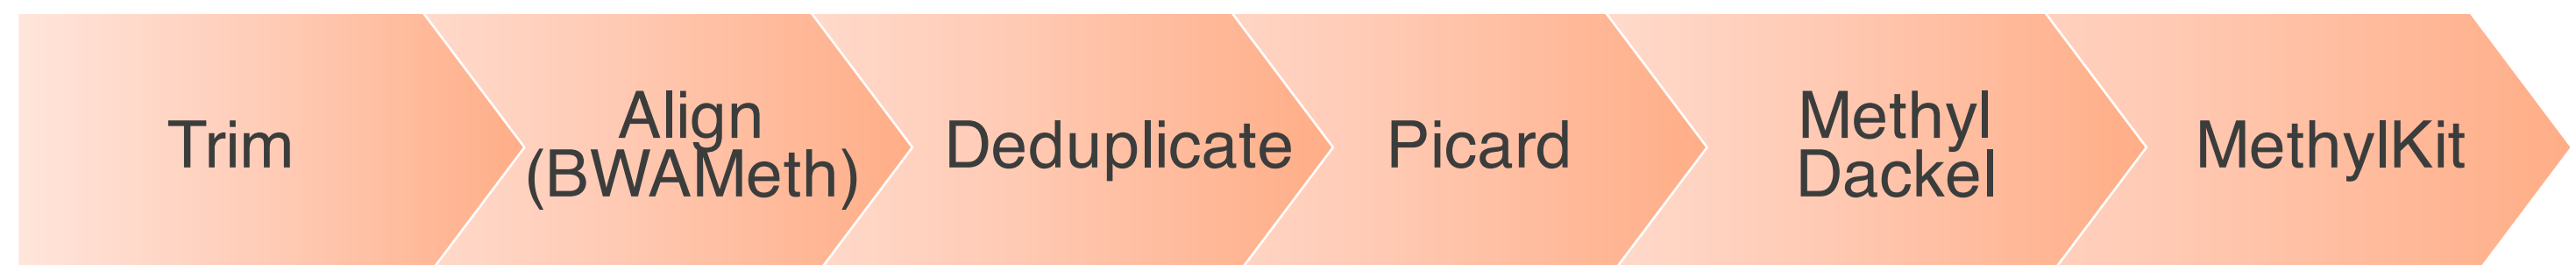 Trim
Align
(BWAMeth)
Deduplicate
Picard
Methyl
Dackel
MethylKit